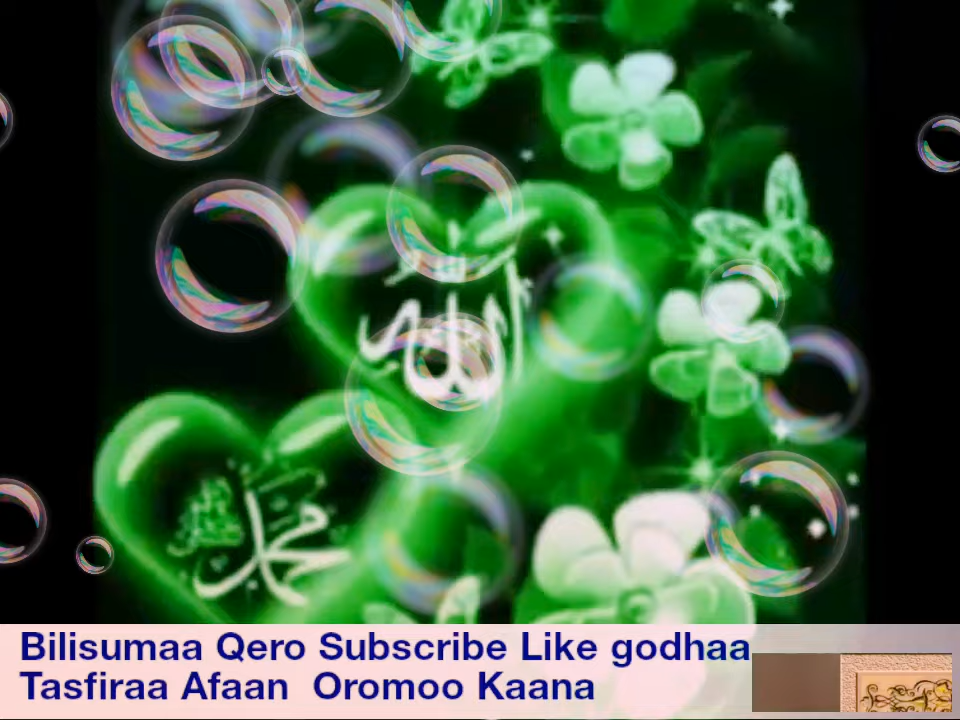 الله
محمد
Bilisumaa Qero Subscribe Like godhaa
Tasfiraa Afaan Oromoo Kaana